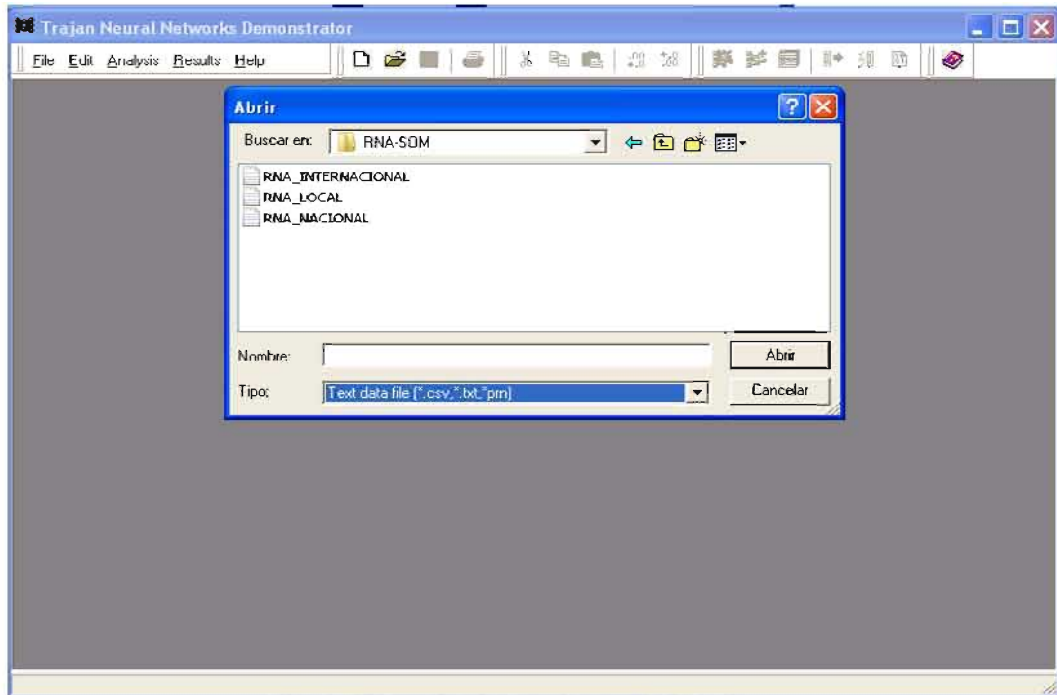 Trajan Neural Networks Demonstrator
File Edit Analysis Results Help
Abrir
Buscar en: RNA-SOM
RNA_INTERNACIONAL
RNA_LOCAL
RNA_NACIONAL
Nombre: Abrir
Tipo: Text data file (*.csv,*.txt,*prn) Cancelar